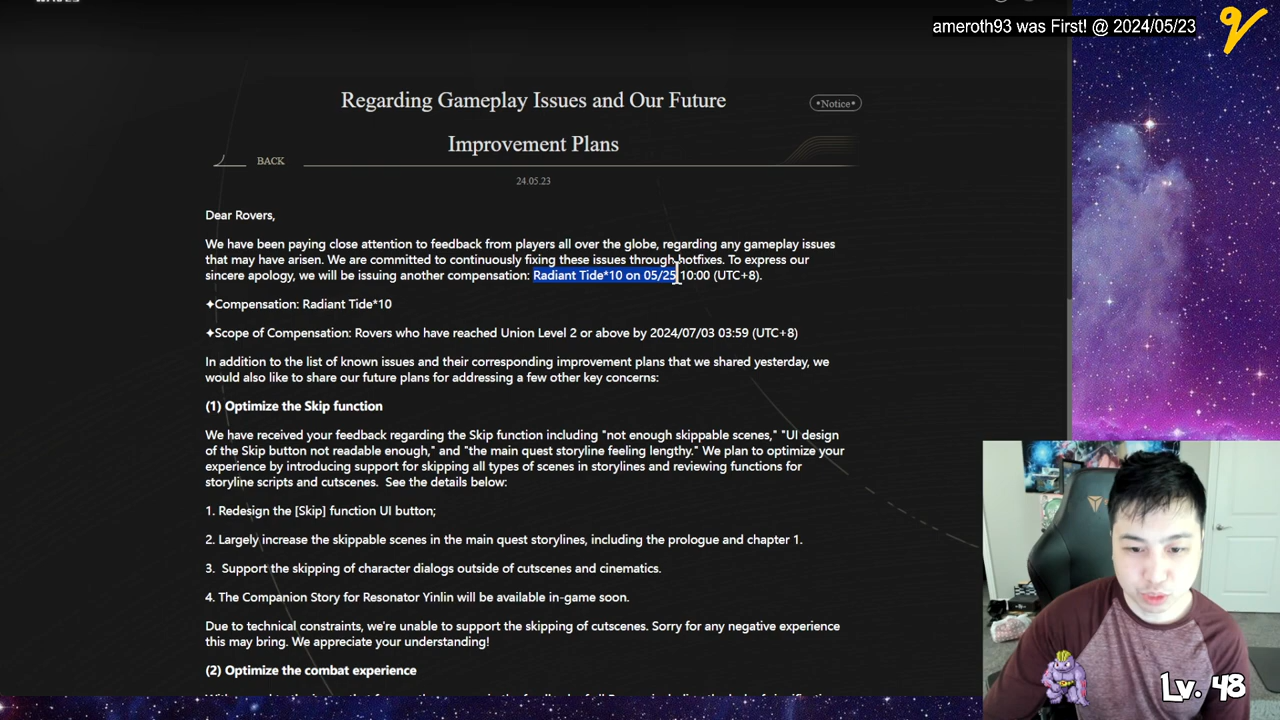 ameroth93 was First! @ 2024/05/23
Regarding Gameplay Issues and Our Future
•Notice•
Improvement Plans
BACK
24.05.23
Dear Rovers,
We have been paying close attention to feedback from players all over the globe, regarding any gameplay issues
that may have arisen. We are committed to continuously fixing these issues through hotfixes. To express our
sincere apology, we will be issuing another compensation: Radiant Tide*10 on 05/25 10:00 (UTC+8).
✦Compensation: Radiant Tide*10
✦Scope of Compensation: Rovers who have reached Union Level 2 or above by 2024/07/03 03:59 (UTC+8)
In addition to the list of known issues and their corresponding improvement plans that we shared yesterday, we
would also like to share our future plans for addressing a few other key concerns:
(1) Optimize the Skip function
We have received your feedback regarding the Skip function including "not enough skippable scenes," "UI design
of the Skip button not readable enough," and "the main quest storyline feeling lengthy." We plan to optimize your
experience by introducing support for skipping all types of scenes in storylines and reviewing functions for
storyline scripts and cutscenes. See the details below:
1. Redesign the [Skip] function UI button;
2. Largely increase the skippable scenes in the main quest storylines, including the prologue and chapter 1.
3. Support the skipping of character dialogs outside of cutscenes and cinematics.
4. The Companion Story for Resonator Yinlin will be available in-game soon.
Due to technical constraints, we're unable to support the skipping of cutscenes. Sorry for any negative experience
this may bring. We appreciate your understanding!
(2) Optimize the combat experience
Lv. 48